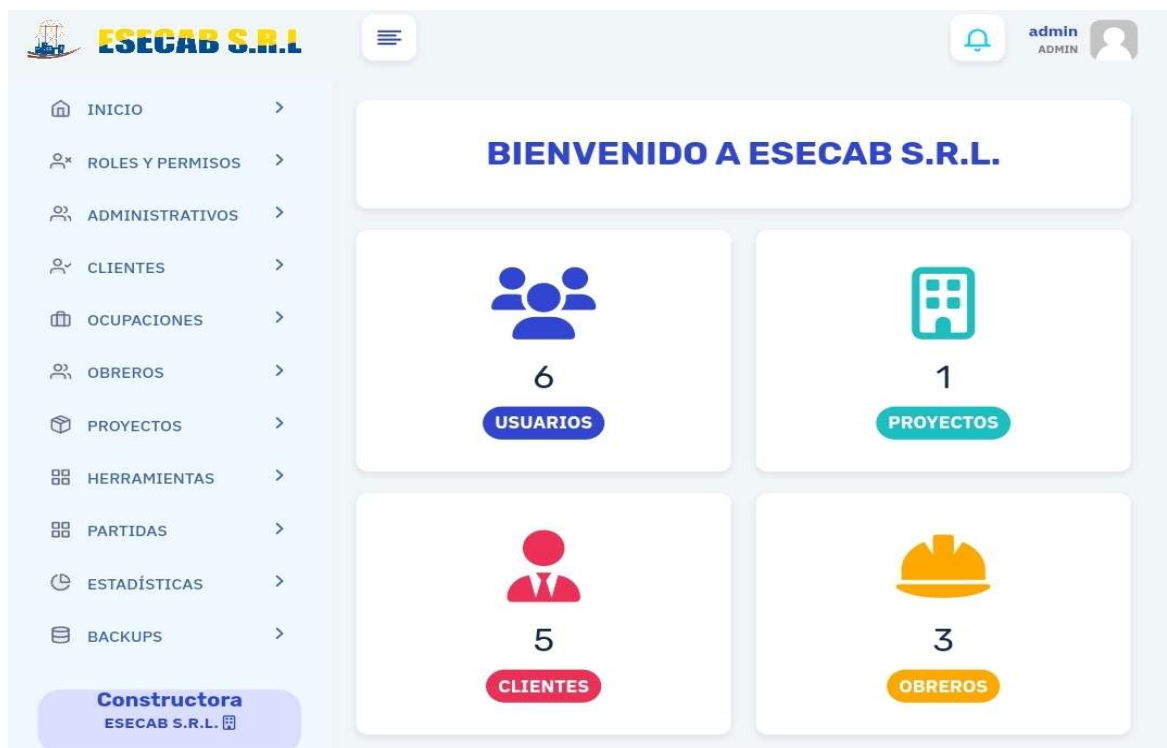 ESECAB S.R.L
admin
ADMIN
INICIO
ROLES Y PERMISOS
ADMINISTRATIVOS
CLIENTES
OCUPACIONES
OBREROS
PROYECTOS
HERRAMIENTAS
PARTIDAS
ESTADÍSTICAS
BACKUPS
Constructora
ESECAB S.R.L.
BIENVENIDO A ESECAB S.R.L.
6
USUARIOS
1
PROYECTOS
5
CLIENTES
3
OBREROS